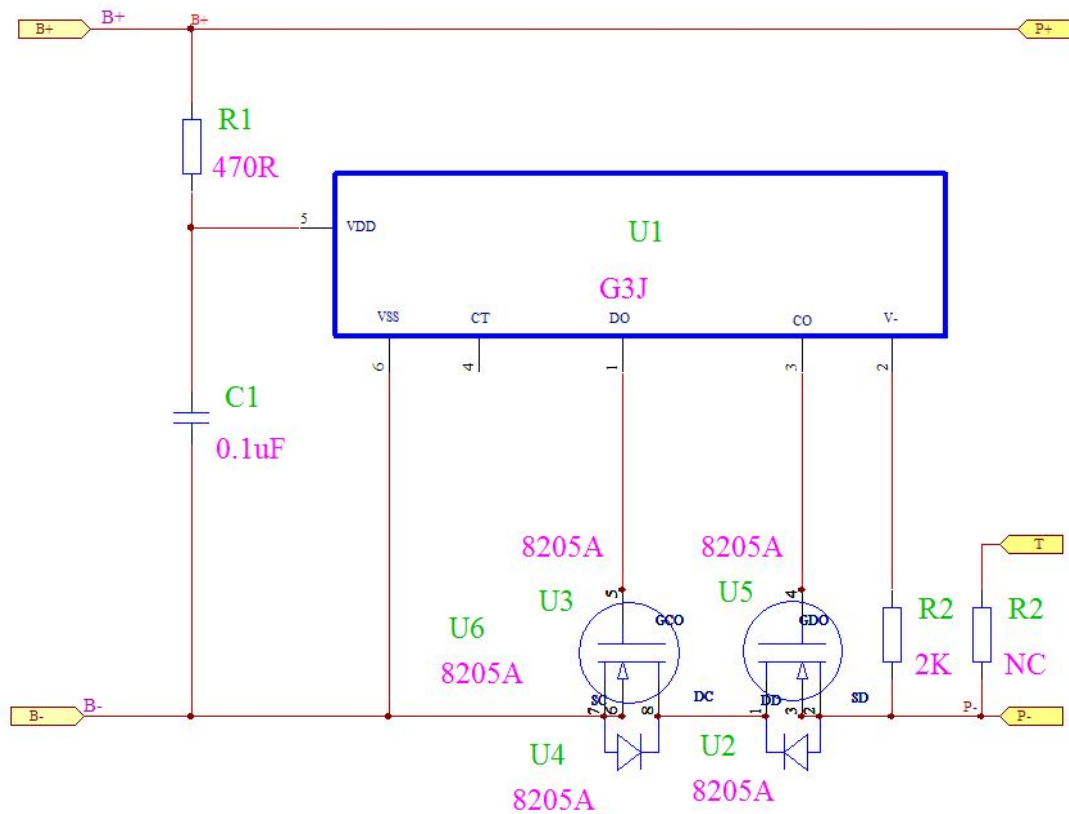 B+
B+
B+
P+
R1
470R
5
VDD
U1
G3J
VSS
CT
DO
CO
V-
6
4
1
3
2
C1
0.1uF
8205A
8205A
T
U3
5
U5
4
GCO
GDO
R2
R2
U6
8205A
2K
NC
B-
B-
SC
7
6
8
DC
1
DD
3
2
SD
P-
P-
U4
U2
8205A
8205A